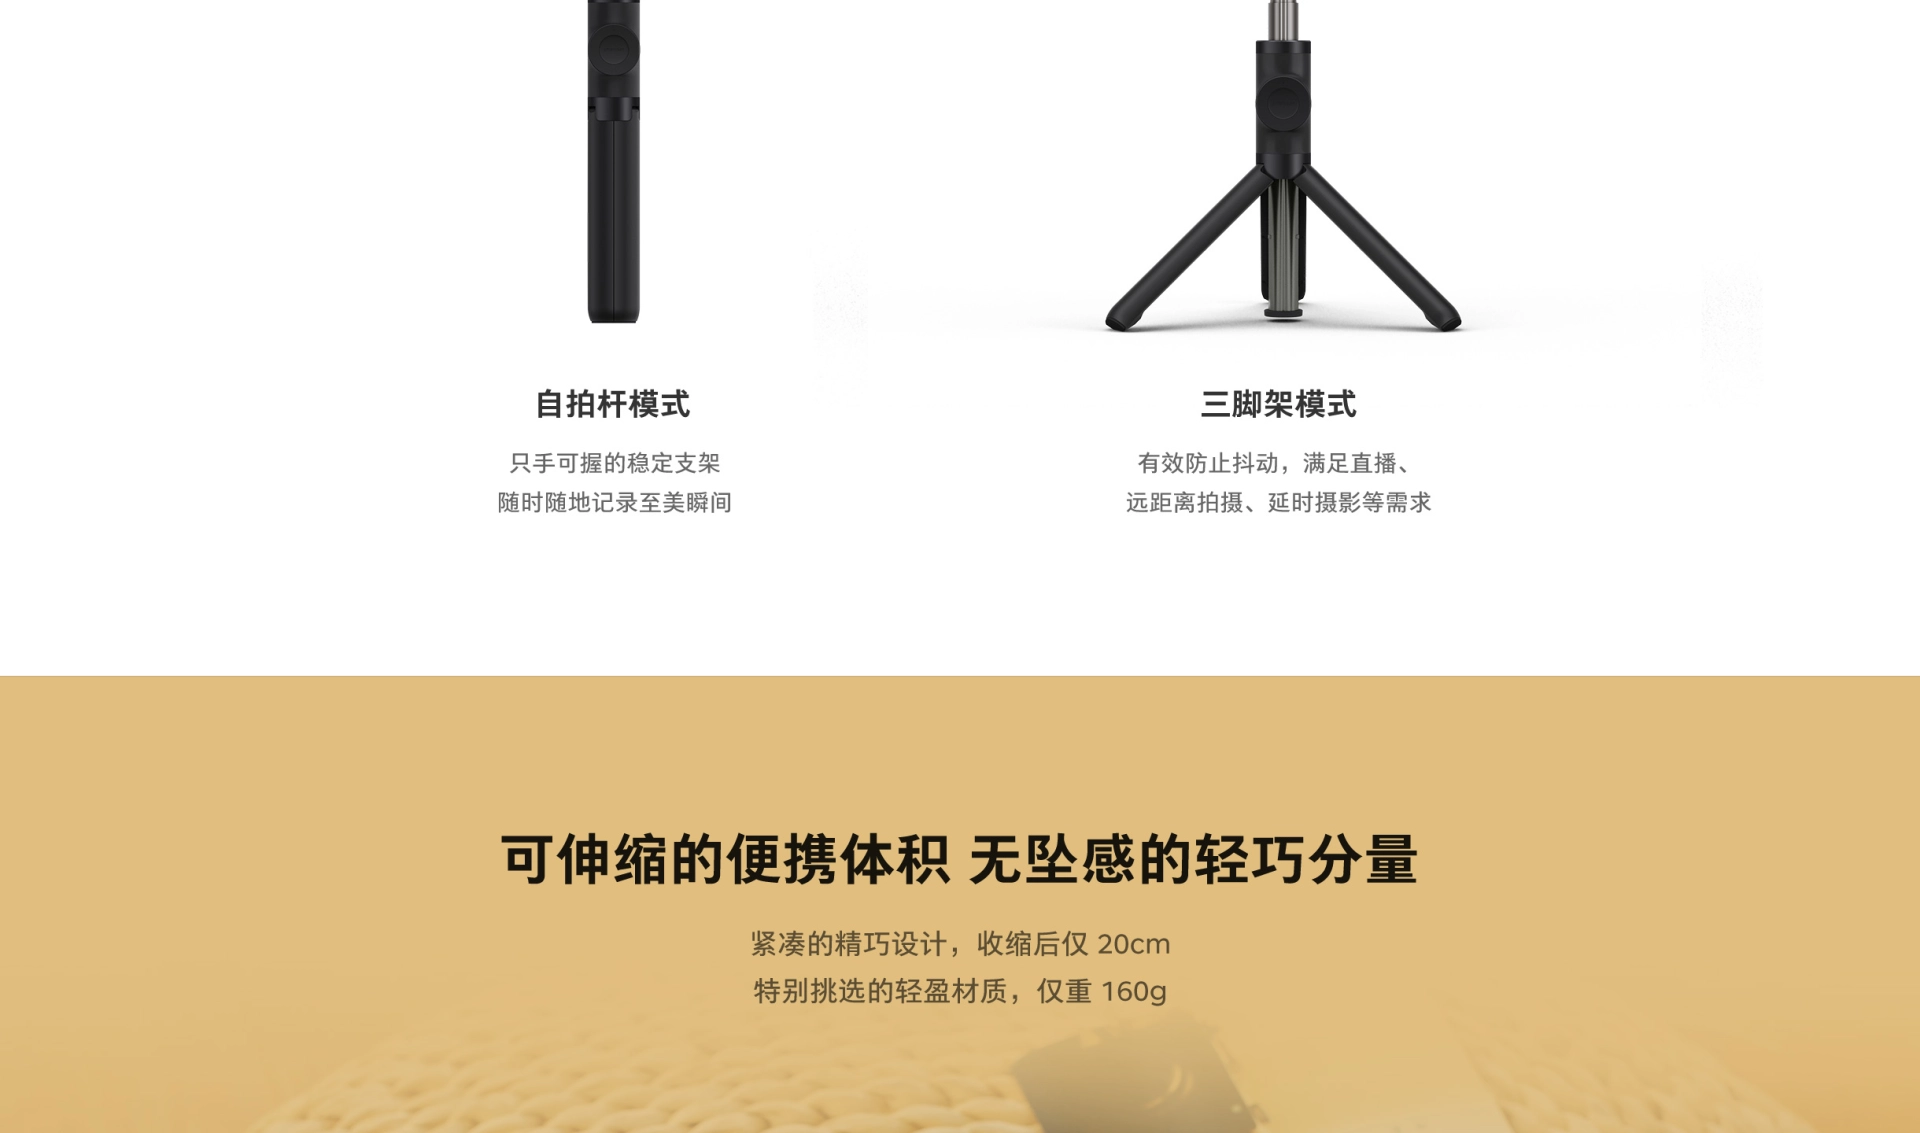 自拍杆模式
只手可握的稳定支架
随时随地记录至美瞬间
三脚架模式
有效防止抖动，满足直播、
远距离拍摄、延时摄影等需求
可伸缩的便携体积 无坠感的轻巧分量
紧凑的精巧设计，收缩后仅 20cm
特别挑选的轻盈材质，仅重 160g